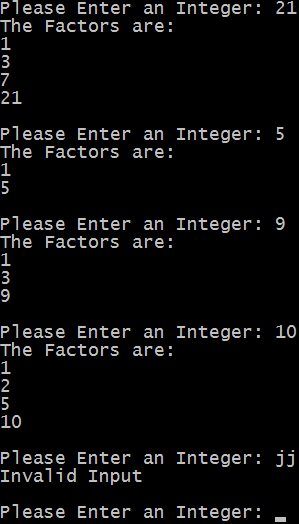 Please Enter an Integer: 21
The Factors are:
1
3
7
21
Please Enter an Integer: 5
The Factors are:
1
5
Please Enter an Integer: 9
The Factors are:
1
3
9
Please Enter an Integer: 10
The Factors are:
1
2
5
10
Please Enter an Integer: jj
Invalid Input
Please Enter an Integer: